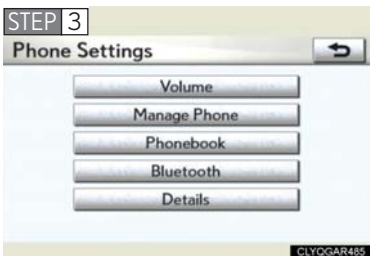 STEP 3
Phone Settings
Volume
Manage Phone
Phonebook
Bluetooth
Details
CLYOGAR485